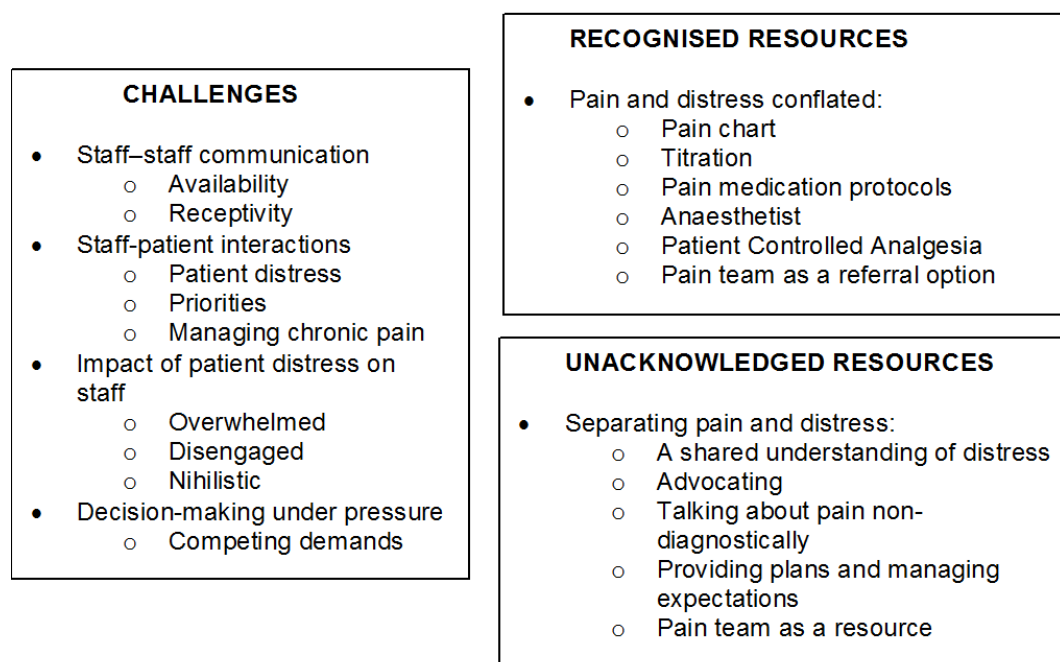 CHALLENGES
• Staff–staff communication
o Availability
o Receptivity
• Staff-patient interactions
o Patient distress
o Priorities
o Managing chronic pain
• Impact of patient distress on
staff
o Overwhelmed
o Disengaged
o Nihilistic
• Decision-making under pressure
o Competing demands
RECOGNISED RESOURCES
• Pain and distress conflated:
o Pain chart
o Titration
o Pain medication protocols
o Anaesthetist
o Patient Controlled Analgesia
o Pain team as a referral option
UNACKNOWLEDGED RESOURCES
• Separating pain and distress:
o A shared understanding of distress
o Advocating
o Talking about pain non-
diagnostically
o Providing plans and managing
expectations
o Pain team as a resource